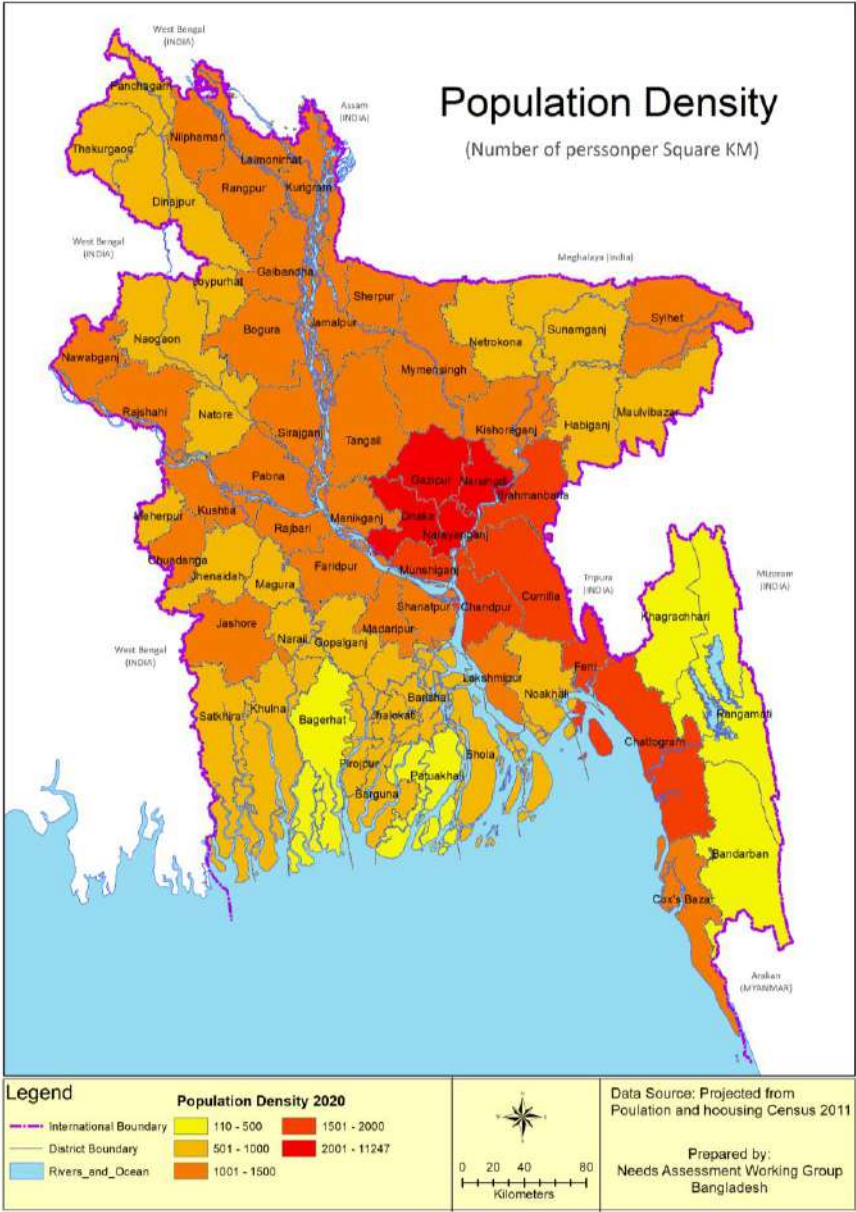 West Bengal
(INDIA)
Population Density
(Number of perssonper Square KM)
Assam
(INDIA)
Panchagarh
Nilphamari
Thakurgaon
Lalmonirhat
Rangpur
Kurigram
Dinajpur
West Bengal
(INDIA)
Meghalaya (India)
Gaibandha
Joypurhat
Sherpur
Jamalpur
Bogura
Sylhet
Sunamganj
Netrokona
Naogaon
Nawabganj
Mymensingh
Rajshahi
Natore
Maulvibazar
Habiganj
Kishoreganj
Sirajganj
Tangail
Pabna
Gazipur
Narsingdi
Brahmanbaria
Meherpur
Kushtia
Manikganj
Dhaka
Rajbari
Narayanganj
Chuadanga
Faridpur
Munshiganj
Jhenaidah
Magura
Tripura
(INDIA)
Mizoram
(INDIA)
Cumilla
Shariatpur
Chandpur
Khagrachhari
Jashore
Madaripur
Narail
Gopalganj
West Bengal
(INDIA)
Feni
Lakshmipur
Noakhali
Barishal
Khulna
Satkhira
Bagerhat
Jhalokati
Rangamati
Chattogram
Bhola
Pirojpur
Patuakhali
Barguna
Bandarban
Cox's Bazar
Arakan
(MYANMAR)
Legend
International Boundary
District Boundary
Rivers_and_Ocean
Population Density 2020
110 - 500
501 - 1000
1001 - 1500
1501 - 2000
2001 - 11247
N
0 40 80
Kilometers
Data Source: Projected from
Poulation and hoousing Census 2011
Prepared by:
Needs Assessment Working Group
Bangladesh